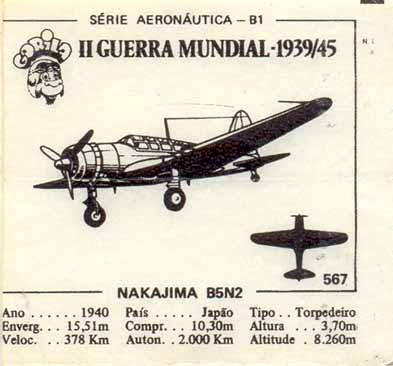 SÉRIE AERONÁUTICA – B1
II GUERRA MUNDIAL-1939/45
567
NAKAJIMA B5N2
Ano . . . . . . 1940 País . . . . . Japão Tipo . . Torpedeiro
Enverg. . . 15,51m Compr. . . 10,30m Altura . . . 3,70m
Veloc. . 378 Km Auton. . 2.000 Km Altitude . 8.260m